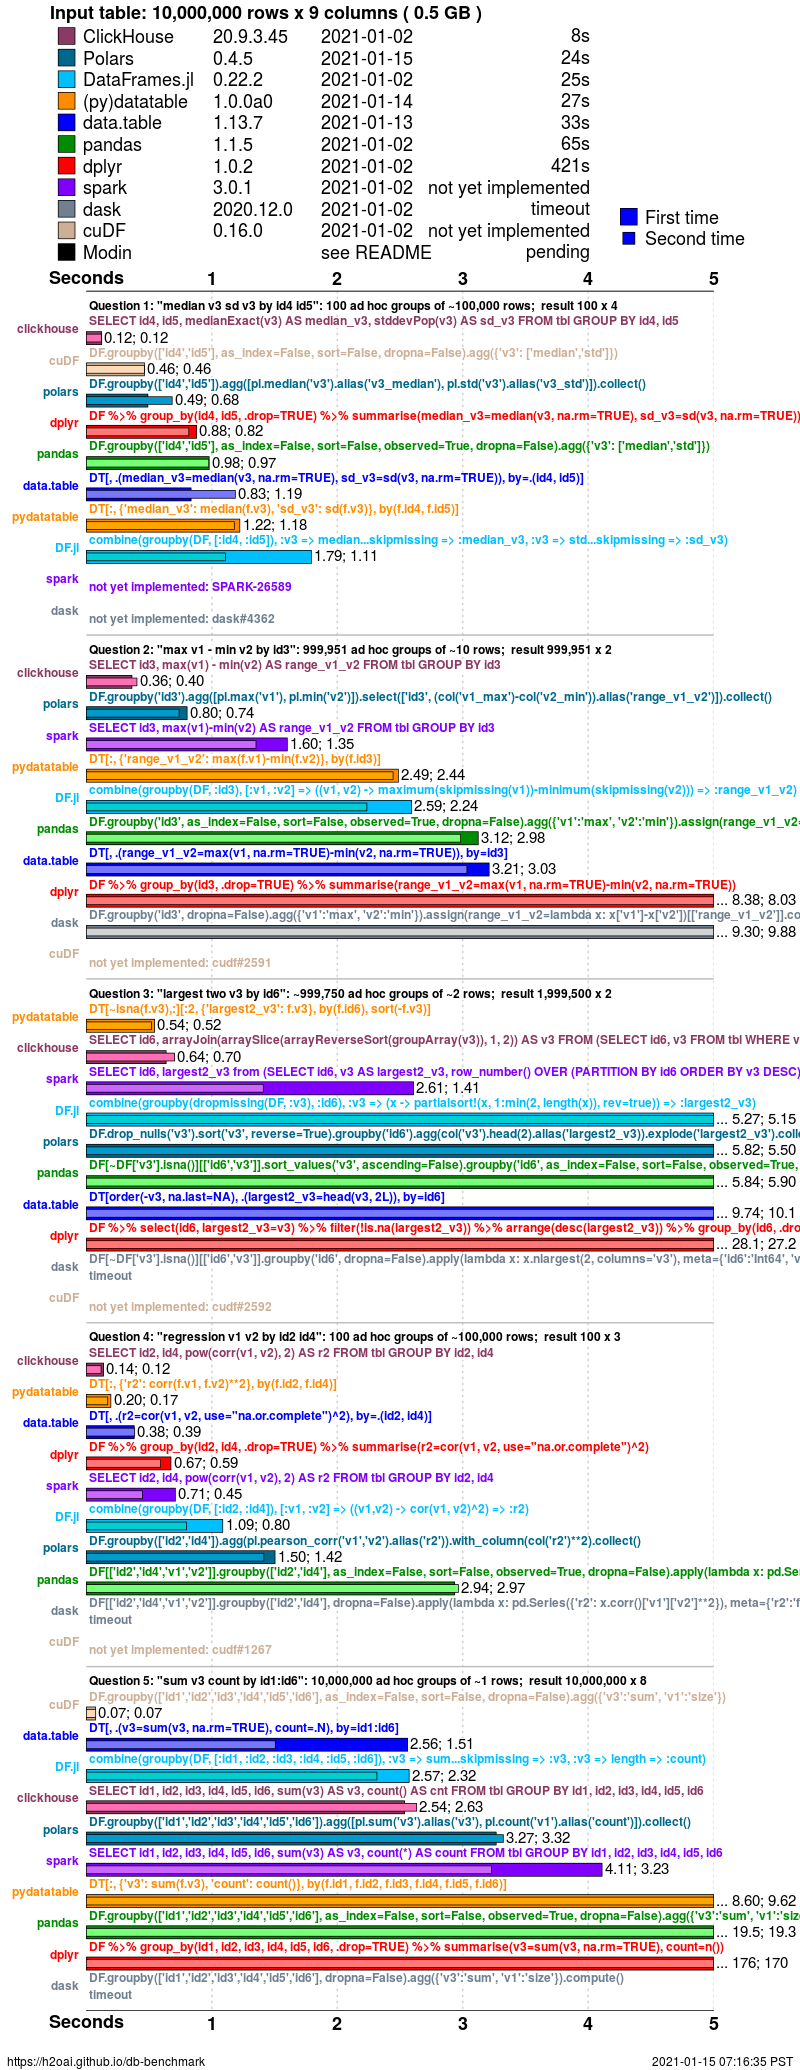 Input table: 10,000,000 rows x 9 columns ( 0.5 GB )
ClickHouse 20.9.3.45 2021-01-02 8s
Polars 0.4.5 2021-01-15 24s
DataFrames.jl 0.22.2 2021-01-02 25s
(py)datatable 1.0.0a0 2021-01-14 27s
data.table 1.13.7 2021-01-13 33s
pandas 1.1.5 2021-01-02 65s
dplyr 1.0.2 2021-01-02 421s
spark 3.0.1 2021-01-02 not yet implemented
dask 2020.12.0 2021-01-02 timeout
cuDF 0.16.0 2021-01-02 not yet implemented
Modin see README pending
First time
Second time
Seconds 1 2 3 4 5
Question 1: "median v3 sd v3 by id4 id5": 100 ad hoc groups of ~100,000 rows; result 100 x 4
SELECT id4, id5, medianExact(v3) AS median_v3, stddevPop(v3) AS sd_v3 FROM tbl GROUP BY id4, id5
clickhouse 0.12; 0.12
DF.groupby(['id4','id5'], as_index=False, sort=False, dropna=False).agg({'v3': ['median','std']})
cuDF 0.46; 0.46
DF.groupby(['id4','id5']).agg([pl.median('v3').alias('v3_median'), pl.std('v3').alias('v3_std')]).collect()
polars 0.49; 0.68
DF %>% group_by(id4, id5, .drop=TRUE) %>% summarise(median_v3=median(v3, na.rm=TRUE), sd_v3=sd(v3, na.rm=TRUE))
dplyr 0.88; 0.82
DF.groupby(['id4','id5'], as_index=False, sort=False, observed=True, dropna=False).agg({'v3': ['median','std']})
pandas 0.98; 0.97
DT[, .(median_v3=median(v3, na.rm=TRUE), sd_v3=sd(v3, na.rm=TRUE)), by=.(id4, id5)]
data.table 0.83; 1.19
DT[:, {'median_v3': median(f.v3), 'sd_v3': sd(f.v3)}, by(f.id4, f.id5)]
pydatatable 1.22; 1.18
combine(groupby(DF, [:id4, :id5]), :v3 => median...skipmissing => :median_v3, :v3 => std...skipmissing => :sd_v3)
DF.jl 1.79; 1.11
spark not yet implemented: SPARK-26589
dask not yet implemented: dask#4362
Question 2: "max v1 - min v2 by id3": 999,951 ad hoc groups of ~10 rows; result 999,951 x 2
SELECT id3, max(v1) - min(v2) AS range_v1_v2 FROM tbl GROUP BY id3
clickhouse 0.36; 0.40
DF.groupby('id3').agg([pl.max('v1'), pl.min('v2')]).select(['id3', (col('v1_max')-col('v2_min')).alias('range_v1_v2')]).collect()
polars 0.80; 0.74
SELECT id3, max(v1)-min(v2) AS range_v1_v2 FROM tbl GROUP BY id3
spark 1.60; 1.35
DT[:, {'range_v1_v2': max(f.v1)-min(f.v2)}, by(f.id3)]
pydatatable 2.49; 2.44
combine(groupby(DF, :id3), [:v1, :v2] => ((v1, v2) -> maximum(skipmissing(v1))-minimum(skipmissing(v2))) => :range_v1_v2)
DF.jl 2.59; 2.24
DF.groupby('id3', as_index=False, sort=False, observed=True, dropna=False).agg({'v1':'max', 'v2':'min'}).assign(range_v1_v2=
pandas 3.12; 2.98
DT[, .(range_v1_v2=max(v1, na.rm=TRUE)-min(v2, na.rm=TRUE)), by=id3]
data.table 3.21; 3.03
DF %>% group_by(id3, .drop=TRUE) %>% summarise(range_v1_v2=max(v1, na.rm=TRUE)-min(v2, na.rm=TRUE))
dplyr ... 8.38; 8.03
DF.groupby('id3', dropna=False).agg({'v1':'max', 'v2':'min'}).assign(range_v1_v2=lambda x: x['v1']-x['v2'])[['range_v1_v2']].co
dask ... 9.30; 9.88
cuDF not yet implemented: cudf#2591
Question 3: "largest two v3 by id6": ~999,750 ad hoc groups of ~2 rows; result 1,999,500 x 2
DT[~isna(f.v3),:][:2, {'largest2_v3': f.v3}, by(f.id6), sort(-f.v3)]
pydatatable 0.54; 0.52
SELECT id6, arrayJoin(arraySlice(arrayReverseSort(groupArray(v3)), 1, 2)) AS v3 FROM (SELECT id6, v3 FROM tbl WHERE v
clickhouse 0.64; 0.70
SELECT id6, largest2_v3 from (SELECT id6, v3 AS largest2_v3, row_number() OVER (PARTITION BY id6 ORDER BY v3 DESC)
spark 2.61; 1.41
combine(groupby(dropmissing(DF, :v3), :id6), :v3 => (x -> partialsort!(x, 1:min(2, length(x)), rev=true)) => :largest2_v3)
DF.jl ... 5.27; 5.15
DF.drop_nulls('v3').sort('v3', reverse=True).groupby('id6').agg(col('v3').head(2).alias('largest2_v3')).explode('largest2_v3').colle
polars ... 5.82; 5.50
DF[~DF['v3'].isna()][['id6','v3']].sort_values('v3', ascending=False).groupby('id6', as_index=False, sort=False, observed=True,
pandas ... 5.84; 5.90
DT[order(-v3, na.last=NA), .(largest2_v3=head(v3, 2L)), by=id6]
data.table ... 9.74; 10.1
DF %>% select(id6, largest2_v3=v3) %>% filter(!is.na(largest2_v3)) %>% arrange(desc(largest2_v3)) %>% group_by(id6, .dro
dplyr ... 28.1; 27.2
DF[~DF['v3'].isna()][['id6','v3']].groupby('id6', dropna=False).apply(lambda x: x.nlargest(2, columns='v3'), meta={'id6':'Int64', 'v
dask timeout
cuDF not yet implemented: cudf#2592
Question 4: "regression v1 v2 by id2 id4": 100 ad hoc groups of ~100,000 rows; result 100 x 3
SELECT id2, id4, pow(corr(v1, v2), 2) AS r2 FROM tbl GROUP BY id2, id4
clickhouse 0.14; 0.12
DT[:, {'r2': corr(f.v1, f.v2)**2}, by(f.id2, f.id4)]
pydatatable 0.20; 0.17
DT[, .(r2=cor(v1, v2, use="na.or.complete")^2), by=.(id2, id4)]
data.table 0.38; 0.39
DF %>% group_by(id2, id4, .drop=TRUE) %>% summarise(r2=cor(v1, v2, use="na.or.complete")^2)
dplyr 0.67; 0.59
SELECT id2, id4, pow(corr(v1, v2), 2) AS r2 FROM tbl GROUP BY id2, id4
spark 0.71; 0.45
combine(groupby(DF, [:id2, :id4]), [:v1, :v2] => ((v1,v2) -> cor(v1, v2)^2) => :r2)
DF.jl 1.09; 0.80
DF.groupby(['id2','id4']).agg(pl.pearson_corr('v1','v2').alias('r2')).with_column(col('r2')**2).collect()
polars 1.50; 1.42
DF[['id2','id4','v1','v2']].groupby(['id2','id4'], as_index=False, sort=False, observed=True, dropna=False).apply(lambda x: pd.Ser
pandas 2.94; 2.97
DF[['id2','id4','v1','v2']].groupby(['id2','id4'], dropna=False).apply(lambda x: pd.Series({'r2': x.corr()['v1']['v2']**2}), meta={'r2':'f
dask timeout
cuDF not yet implemented: cudf#1267
Question 5: "sum v3 count by id1:id6": 10,000,000 ad hoc groups of ~1 rows; result 10,000,000 x 8
DF.groupby(['id1','id2','id3','id4','id5','id6'], as_index=False, sort=False, dropna=False).agg({'v3':'sum', 'v1':'size'})
cuDF 0.07; 0.07
DT[, .(v3=sum(v3, na.rm=TRUE), count=.N), by=id1:id6]
data.table 2.56; 1.51
combine(groupby(DF, [:id1, :id2, :id3, :id4, :id5, :id6]), :v3 => sum...skipmissing => :v3, :v3 => length => :count)
DF.jl 2.57; 2.32
SELECT id1, id2, id3, id4, id5, id6, sum(v3) AS v3, count() AS cnt FROM tbl GROUP BY id1, id2, id3, id4, id5, id6
clickhouse 2.54; 2.63
DF.groupby(['id1','id2','id3','id4','id5','id6']).agg([pl.sum('v3').alias('v3'), pl.count('v1').alias('count')]).collect()
polars 3.27; 3.32
SELECT id1, id2, id3, id4, id5, id6, sum(v3) AS v3, count(*) AS count FROM tbl GROUP BY id1, id2, id3, id4, id5, id6
spark 4.11; 3.23
DT[:, {'v3': sum(f.v3), 'count': count()}, by(f.id1, f.id2, f.id3, f.id4, f.id5, f.id6)]
pydatatable ... 8.60; 9.62
DF.groupby(['id1','id2','id3','id4','id5','id6'], as_index=False, sort=False, observed=True, dropna=False).agg({'v3':'sum', 'v1':'size
pandas ... 19.5; 19.3
DF %>% group_by(id1, id2, id3, id4, id5, id6, .drop=TRUE) %>% summarise(v3=sum(v3, na.rm=TRUE), count=n())
dplyr ... 176; 170
DF.groupby(['id1','id2','id3','id4','id5','id6'], dropna=False).agg({'v3':'sum', 'v1':'size'}).compute()
dask timeout
Seconds 1 2 3 4 5
https://h2oai.github.io/db-benchmark 2021-01-15 07:16:35 PST